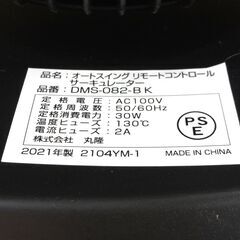 品名：オートスイングリモートコントロール
サーキュレーター
品番：DMS-082-BK
定格電圧：AC100V
定格周波数：50/60Hz
定格消費電力：30W
温度ヒューズ：130℃
電流ヒューズ：2A
株式会社 丸隆
PSE
2021年製 2104YM-1 MADE IN CHINA